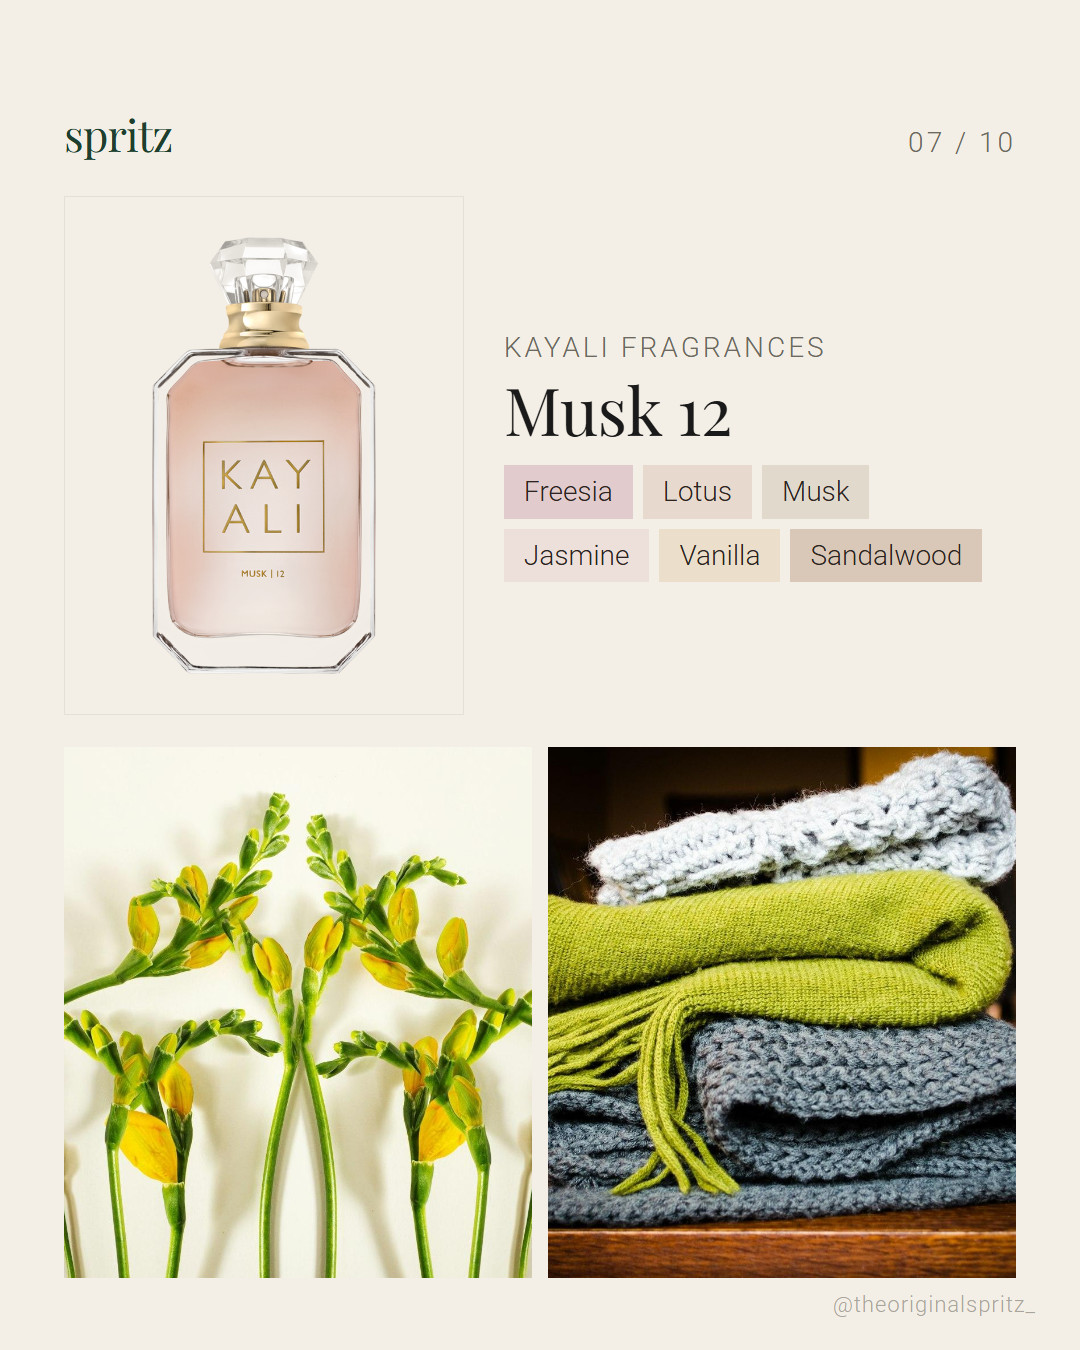 spritz
07 / 10
KAY
ALI
MUSK | 12
KAYALI FRAGRANCES
Musk 12
Freesia Lotus Musk
Jasmine Vanilla Sandalwood
@theoriginalspritz_